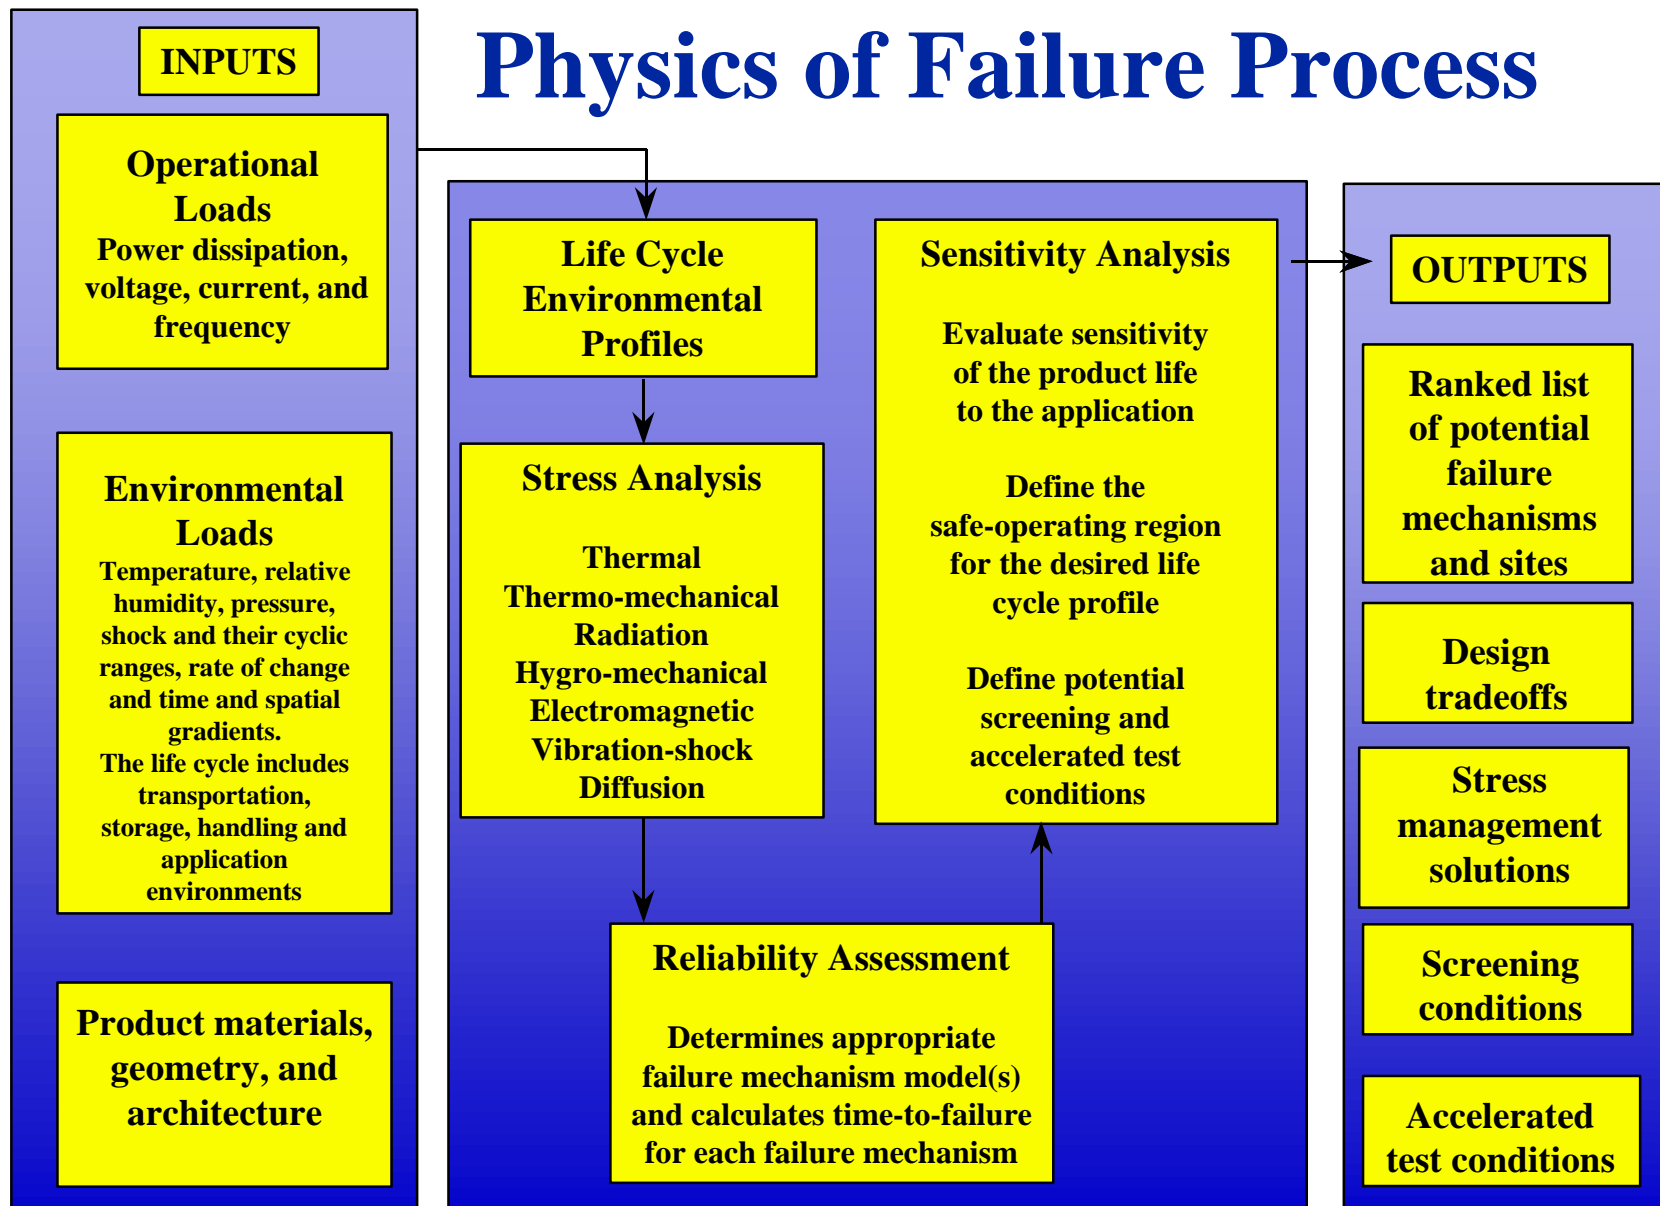 Physics of Failure Process
INPUTS
Operational
Loads
Power dissipation,
voltage, current, and
frequency
Environmental
Loads
Temperature, relative
humidity, pressure,
shock and their cyclic
ranges, rate of change
and time and spatial
gradients.
The life cycle includes
transportation,
storage, handling and
application
environments
Product materials,
geometry, and
architecture
Life Cycle
Environmental
Profiles
Stress Analysis
Thermal
Thermo-mechanical
Radiation
Hygro-mechanical
Electromagnetic
Vibration-shock
Diffusion
Reliability Assessment
Determines appropriate
failure mechanism model(s)
and calculates time-to-failure
for each failure mechanism
Sensitivity Analysis
Evaluate sensitivity
of the product life
to the application
Define the
safe-operating region
for the desired life
cycle profile
Define potential
screening and
accelerated test
conditions
OUTPUTS
Ranked list
of potential
failure
mechanisms
and sites
Design
tradeoffs
Stress
management
solutions
Screening
conditions
Accelerated
test conditions